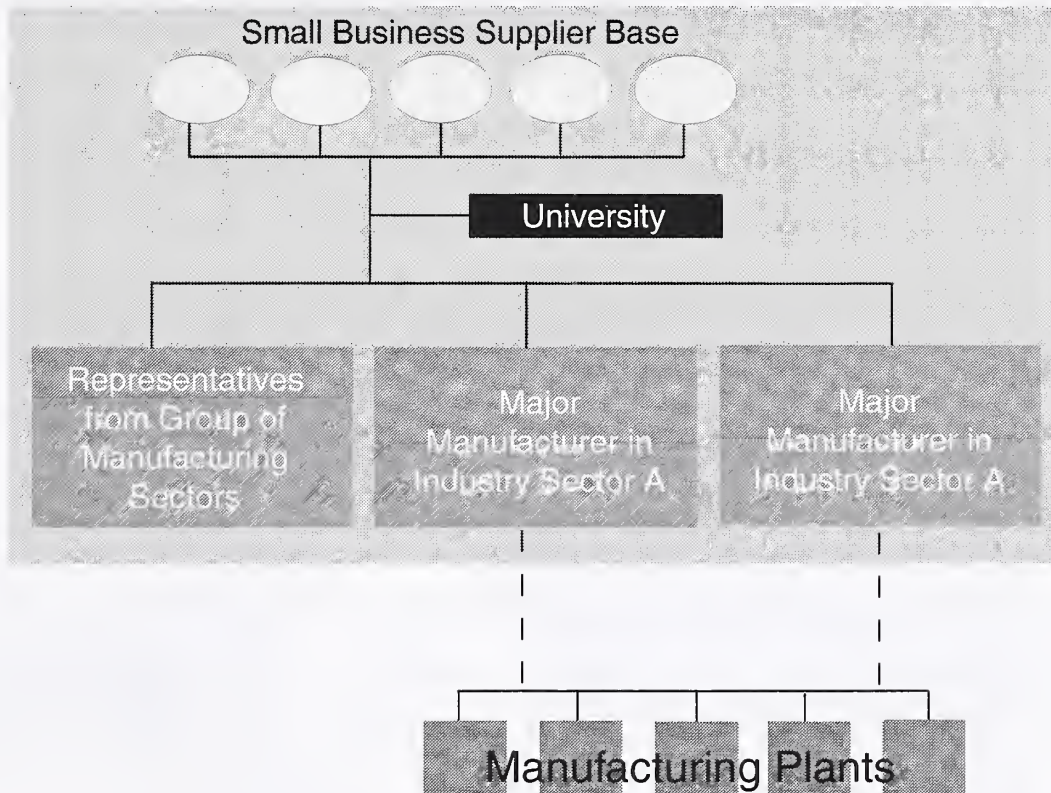 Small Business Supplier Base
University
Representatives
from Group of
Manufacturing
Sectors
Major
Manufacturer in
Industry Sector A
Major
Manufacturer in
Industry Sector A
Manufacturing Plants